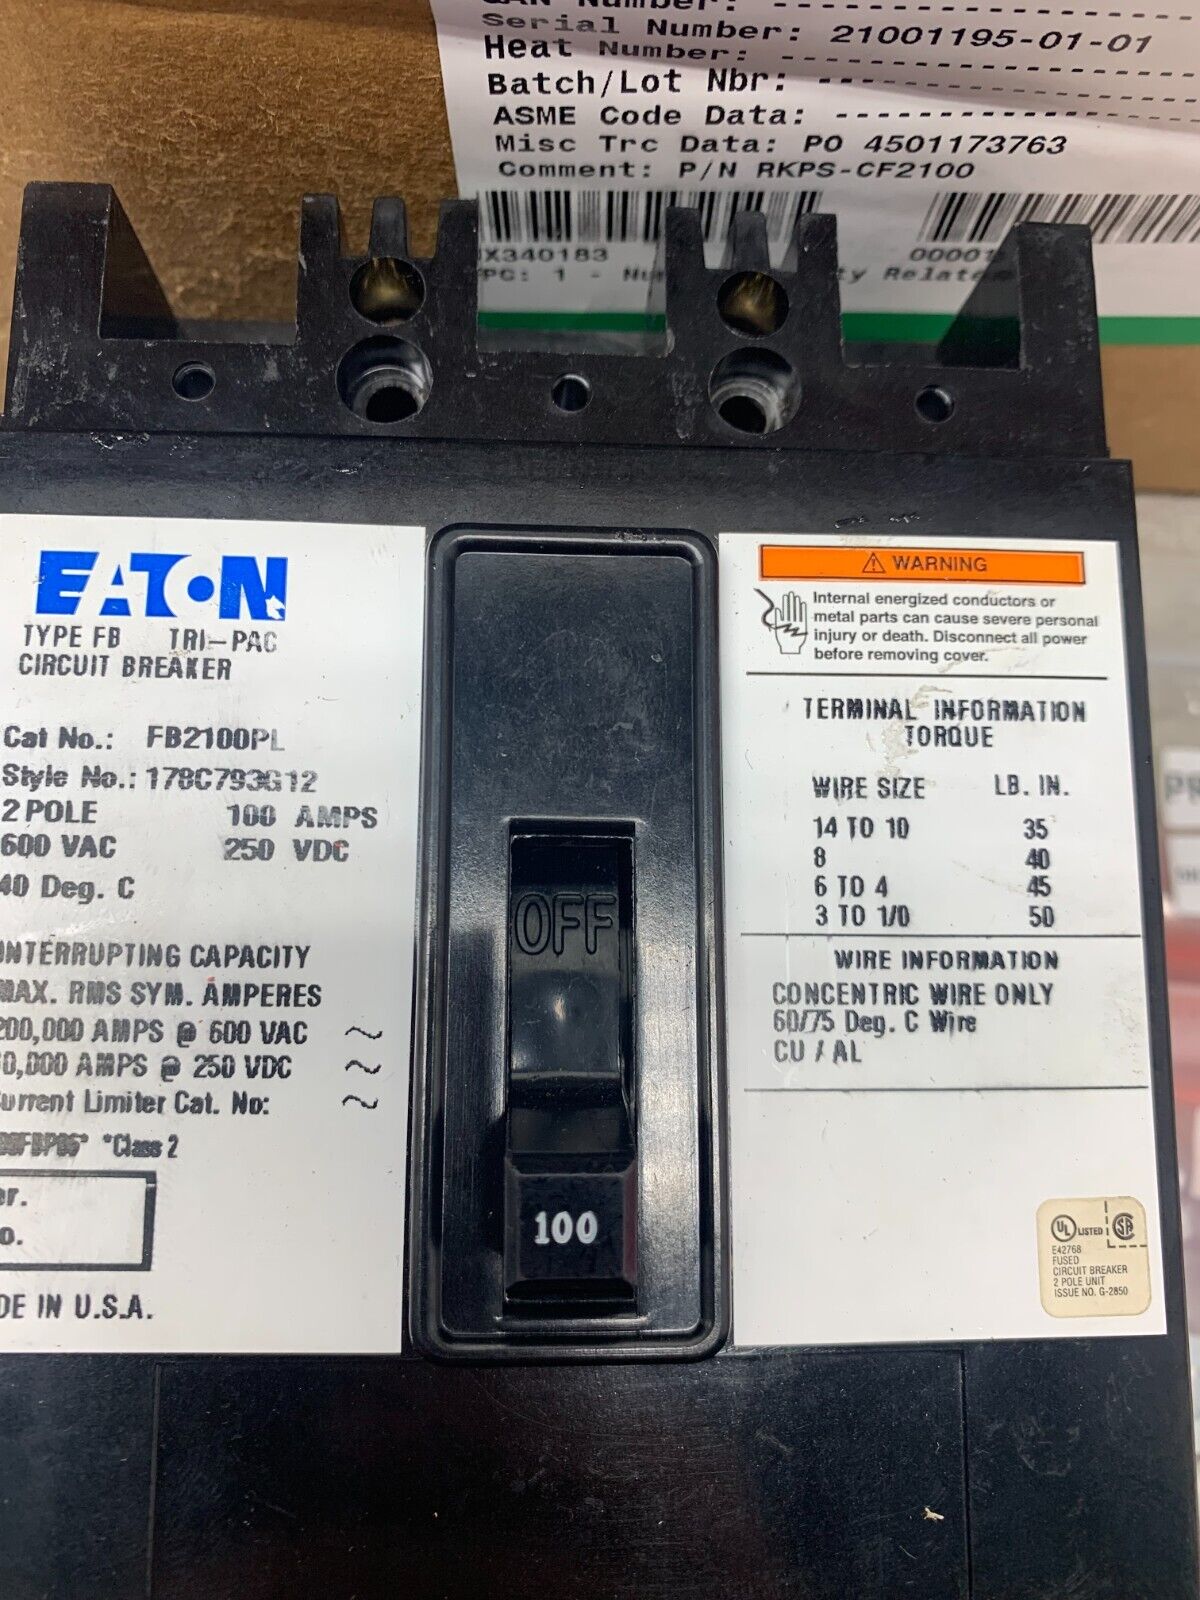 Serial Number: 21001195-01-01
Heat Number:
Batch/Lot Nbr:
ASME Code Data:
Misc Trc Data: PO 4501173763
Comment: P/N RKPS-CF2100
X340183
EATON
TYPE FB TRI-PAC
CIRCUIT BREAKER
Cat No.: FB2100PL
Style No.: 178C793G12
2 POLE 100 AMPS
600 VAC 250 VDC
40 Deg. C
INTERRUPTING CAPACITY
MAX. RMS SYM. AMPERES
200,000 AMPS @ 600 VAC ~
0,000 AMPS @ 250 VDC ~
Current Limiter Cat. No: ~
*Class 2
MADE IN U.S.A.
OFF
100
⚠ WARNING
Internal energized conductors or
metal parts can cause severe personal
injury or death. Disconnect all power
before removing cover.
TERMINAL INFORMATION
TORQUE
WIRE SIZE LB. IN.
14 TO 10 35
8 40
6 TO 4 45
3 TO 1/0 50
WIRE INFORMATION
CONCENTRIC WIRE ONLY
60/75 Deg. C Wire
CU / AL
UL LISTED SA
E42768
FUSED
CIRCUIT BREAKER
2 POLE UNIT
ISSUE NO. G-2850